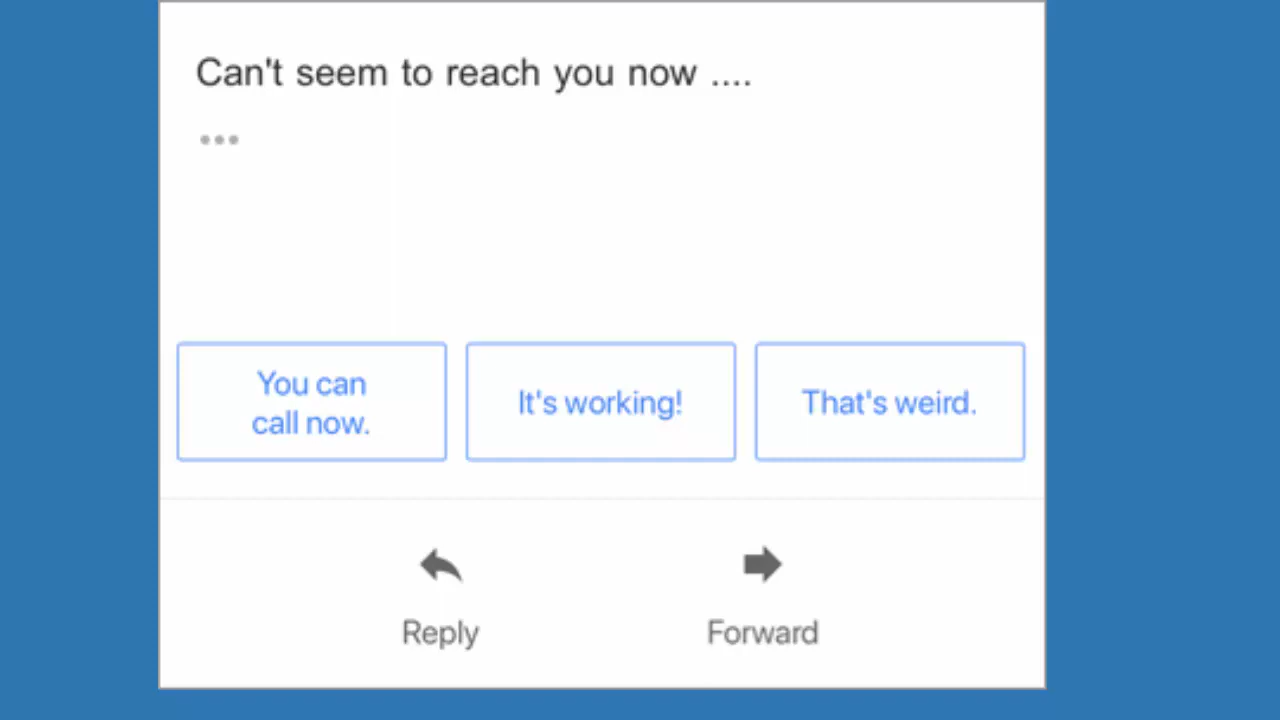 Can't seem to reach you now ....
You can
call now.
It's working!
That's weird.
Reply
Forward